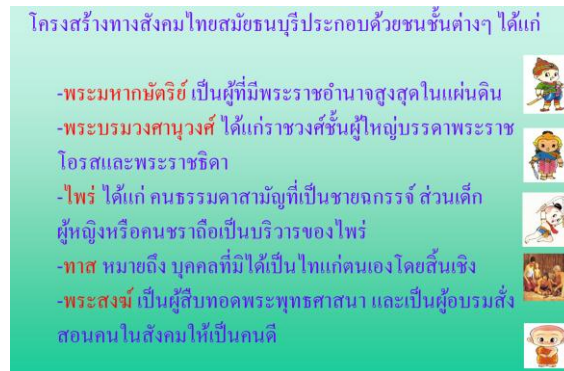 โครงสร้างทางสังคมไทยสมัยธนบุรีประกอบด้วยชนชั้นต่างๆ ได้แก่
-พระมหากษัตริย์ เป็นผู้ที่มีพระราชอำนาจสูงสุดในแผ่นดิน
-พระบรมวงศานุวงศ์ ได้แก่ราชวงศ์ชั้นผู้ใหญ่บรรดาพระราช
โอรสและพระราชธิดา
-ไพร่ ได้แก่ คนธรรมดาสามัญที่เป็นชายฉกรรจ์ ส่วนเด็ก
ผู้หญิงหรือคนชราถือเป็นบริวารของไพร่
-ทาส หมายถึง บุคคลที่มิได้เป็นไทแก่ตนเองโดยสิ้นเชิง
-พระสงฆ์ เป็นผู้สืบทอดพระพุทธศาสนา และเป็นผู้อบรมสั่ง
สอนคนในสังคมให้เป็นคนดี